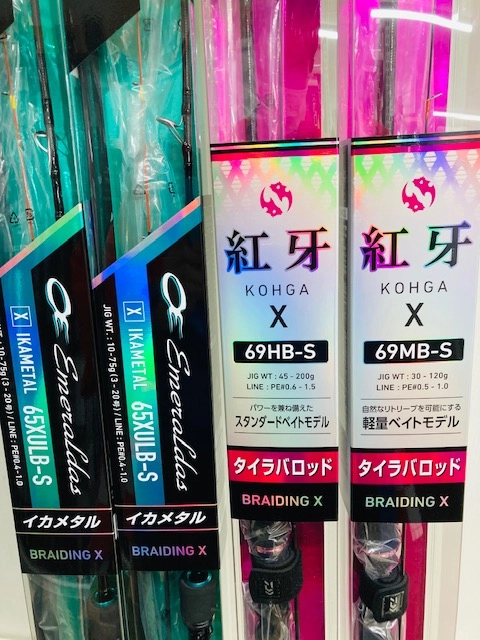 Emeraldas
X IKAMETAL 65XULB-S
JIG WT. : 10-75g(3-20号)/LINE : PE#0.4-1.0
イカメタル
BRAIDING X
Emeraldas
X IKAMETAL 65XULB-S
JIG WT. : 10-75g(3-20号)/LINE : PE#0.4-1.0
イカメタル
BRAIDING X
紅牙
KOHGA
X
69HB-S
JIG WT : 45 - 200g
LINE : PE#0.6 - 1.5
パワーを兼ね備えた
スタンダードベイトモデル
タイラバロッド
BRAIDING X
紅牙
KOHGA
X
69MB-S
JIG WT : 30 - 120g
LINE : PE#0.5 - 1.0
自然なリトリーブを可能にする
軽量ベイトモデル
タイラバロッド
BRAIDING X